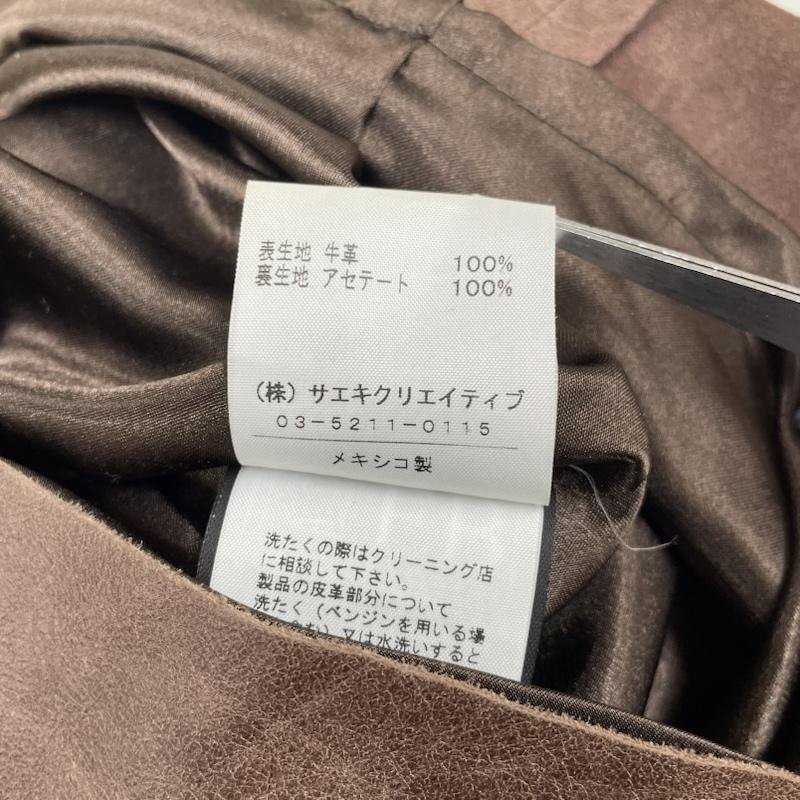 表生地 牛革 100%
裏生地 アセテート 100%
(株) サエキクリエイティブ
03-5211-0115
メキシコ製
洗たくの際はクリーニング店
に相談して下さい。
製品の皮革部分について
洗たく(ベンジンを用いる場
又は水洗いすると